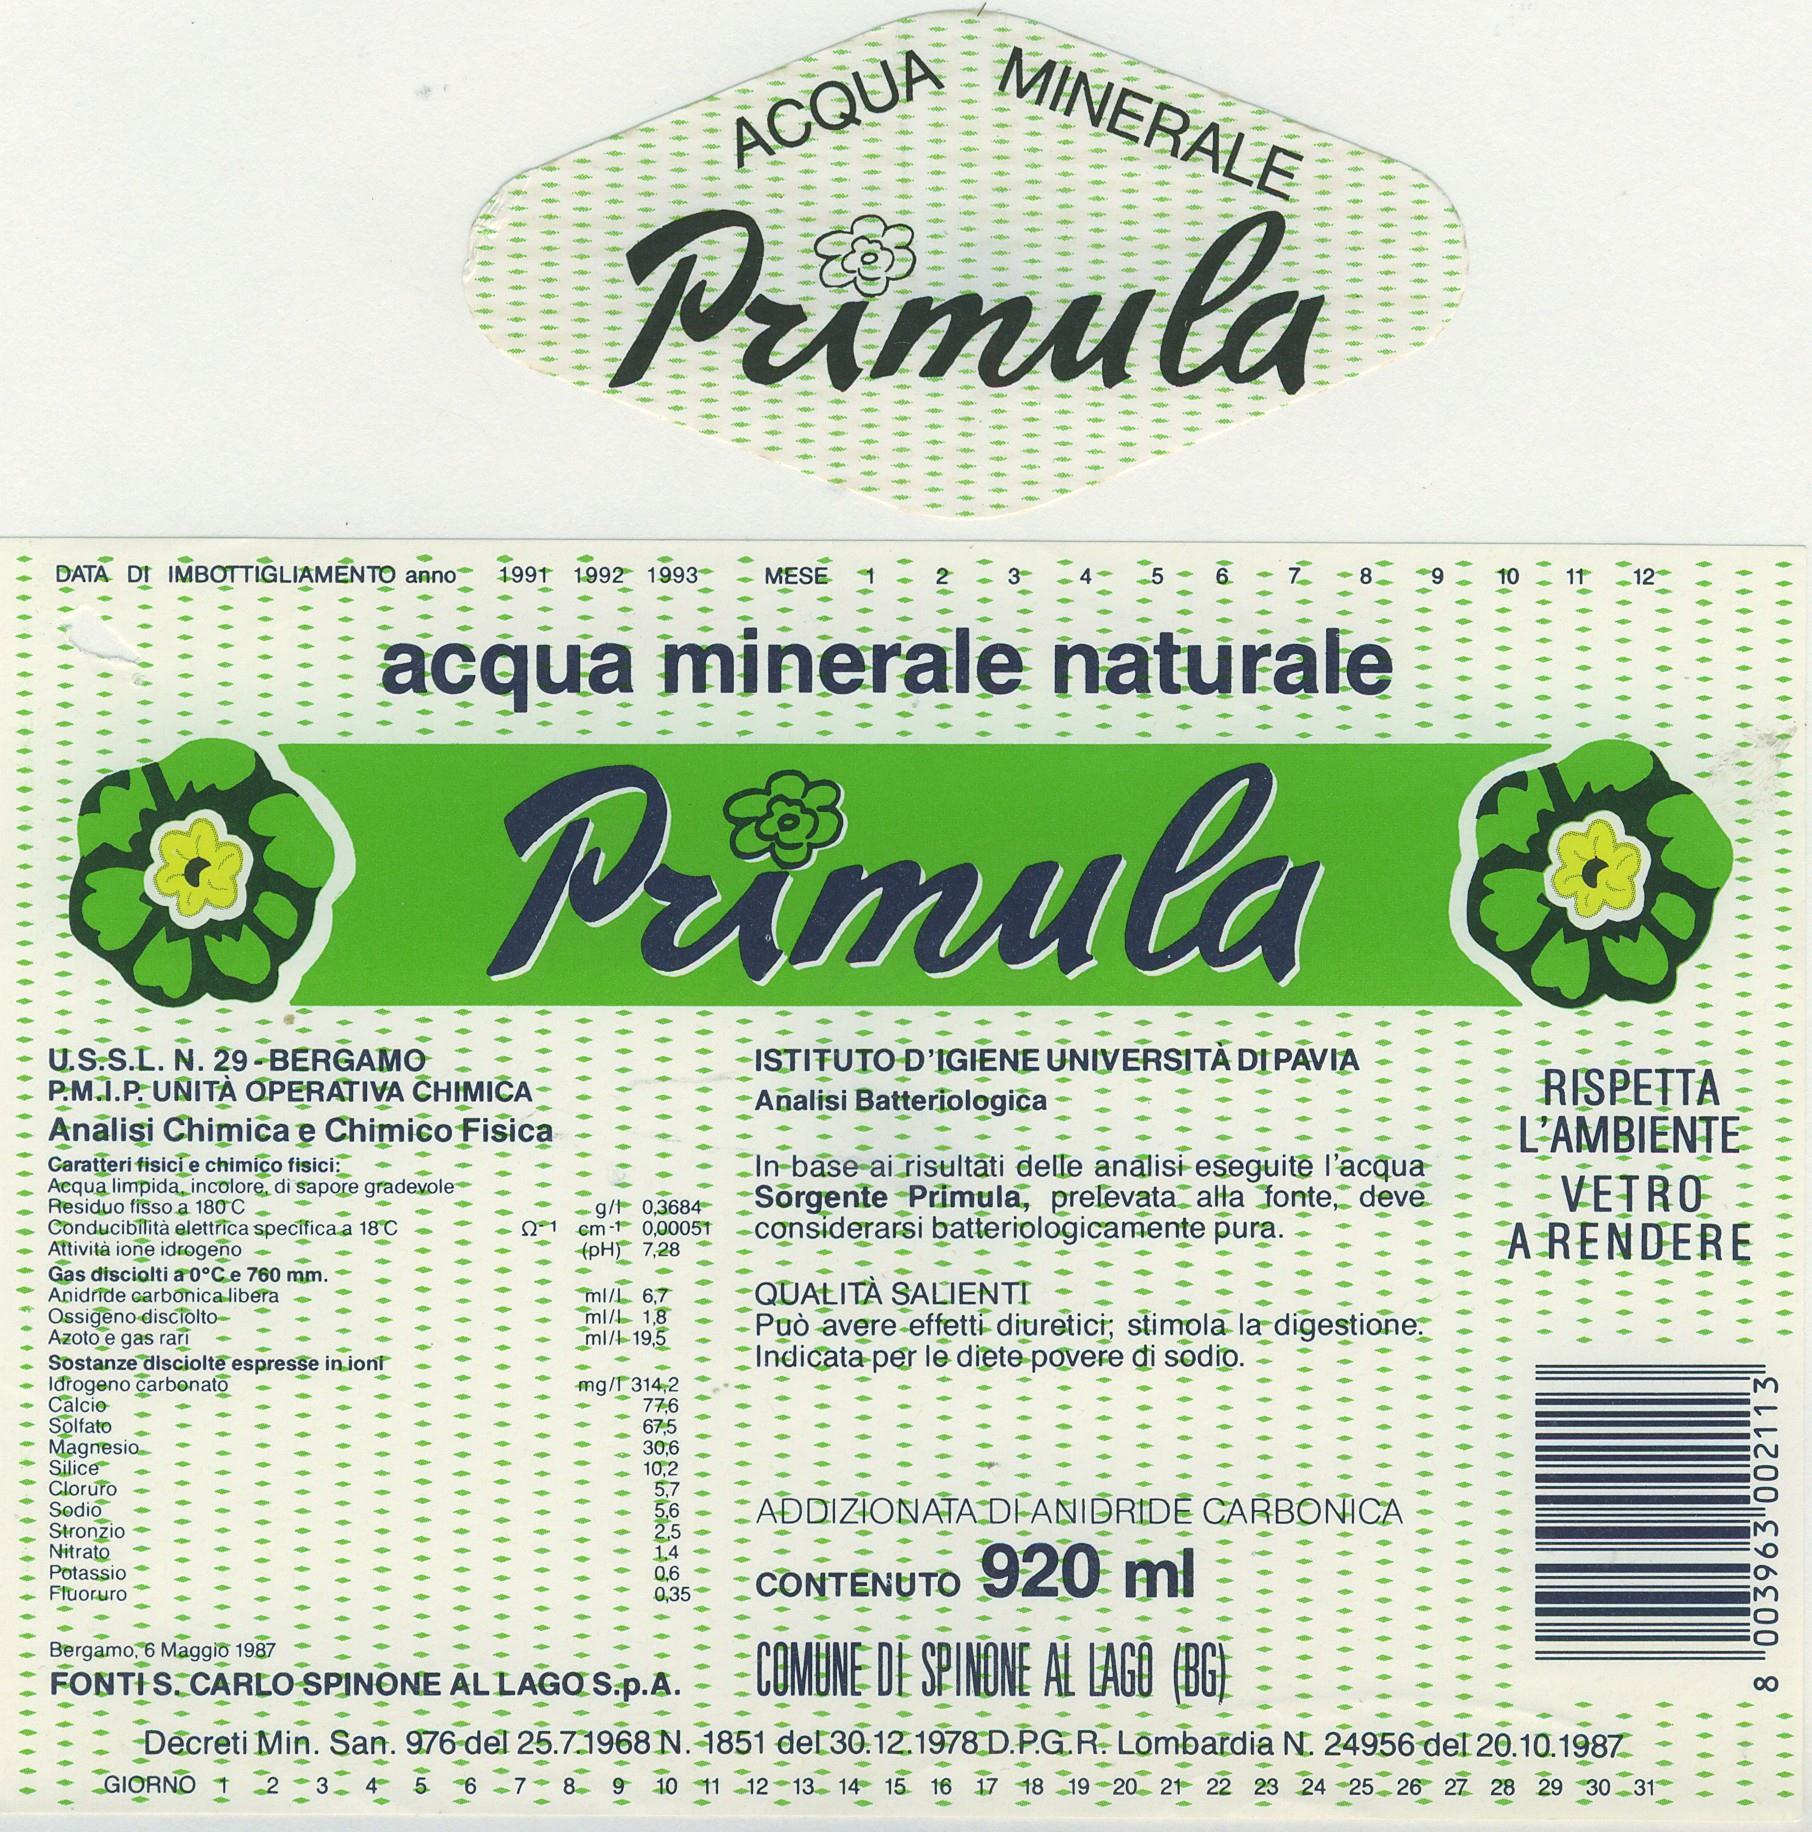 ACQUA MINERALE
Primula
DATA DI IMBOTTIGLIAMENTO anno 1991 1992 1993 MESE 1 2 3 4 5 6 7 8 9 10 11 12
acqua minerale naturale
Primula
U.S.S.L. N. 29 - BERGAMO
P.M.I.P. UNITÀ OPERATIVA CHIMICA
Analisi Chimica e Chimico Fisica
Caratteri fisici e chimico fisici:
Acqua limpida, incolore, di sapore gradevole
Residuo fisso a 180°C g/l 0,3684
Conducibilità elettrica specifica a 18°C Ω⁻¹ cm⁻¹ 0,00051
Attività ione idrogeno (pH) 7,28
Gas disciolti a 0°C e 760 mm.
Anidride carbonica libera ml/l 6,7
Ossigeno disciolto ml/l 1,8
Azoto e gas rari ml/l 19,5
Sostanze disciolte espresse in ioni
Idrogeno carbonato mg/l 314,2
Calcio 77,6
Solfato 67,5
Magnesio 30,6
Silice 10,2
Cloruro 5,7
Sodio 5,6
Stronzio 2,5
Nitrato 1,4
Potassio 0,6
Fluoruro 0,35
Bergamo, 6 Maggio 1987
FONTI S. CARLO SPINONE AL LAGO S.p.A.
ISTITUTO D'IGIENE UNIVERSITÀ DI PAVIA
Analisi Batteriologica
In base ai risultati delle analisi eseguite l'acqua
Sorgente Primula, prelevata alla fonte, deve
considerarsi batteriologicamente pura.
QUALITÀ SALIENTI
Può avere effetti diuretici; stimola la digestione.
Indicata per le diete povere di sodio.
ADDIZIONATA DI ANIDRIDE CARBONICA
CONTENUTO 920 ml
COMUNE DI SPINONE AL LAGO (BG)
RISPETTA
L'AMBIENTE
VETRO
A RENDERE
8 003963 002113
Decreti Min. San. 976 del 25.7.1968 N. 1851 del 30.12.1978 D.P.G.R. Lombardia N. 24956 del 20.10.1987
GIORNO 1 2 3 4 5 6 7 8 9 10 11 12 13 14 15 16 17 18 19 20 21 22 23 24 25 26 27 28 29 30 31